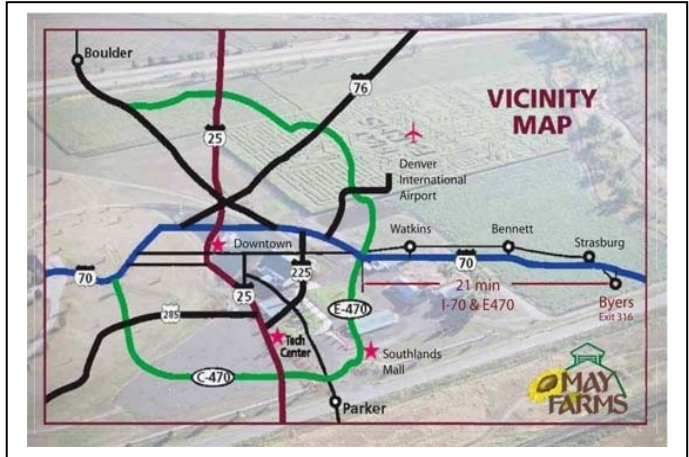 Boulder
76
VICINITY
MAP
25
Denver
International
Airport
Watkins
Bennett
Strasburg
Downtown
70
225
70
25
21 min
I-70 & E470
Byers
Exit 316
E-470
285
Tech
Center
Southlands
Mall
C-470
Parker
MAY
FARMS